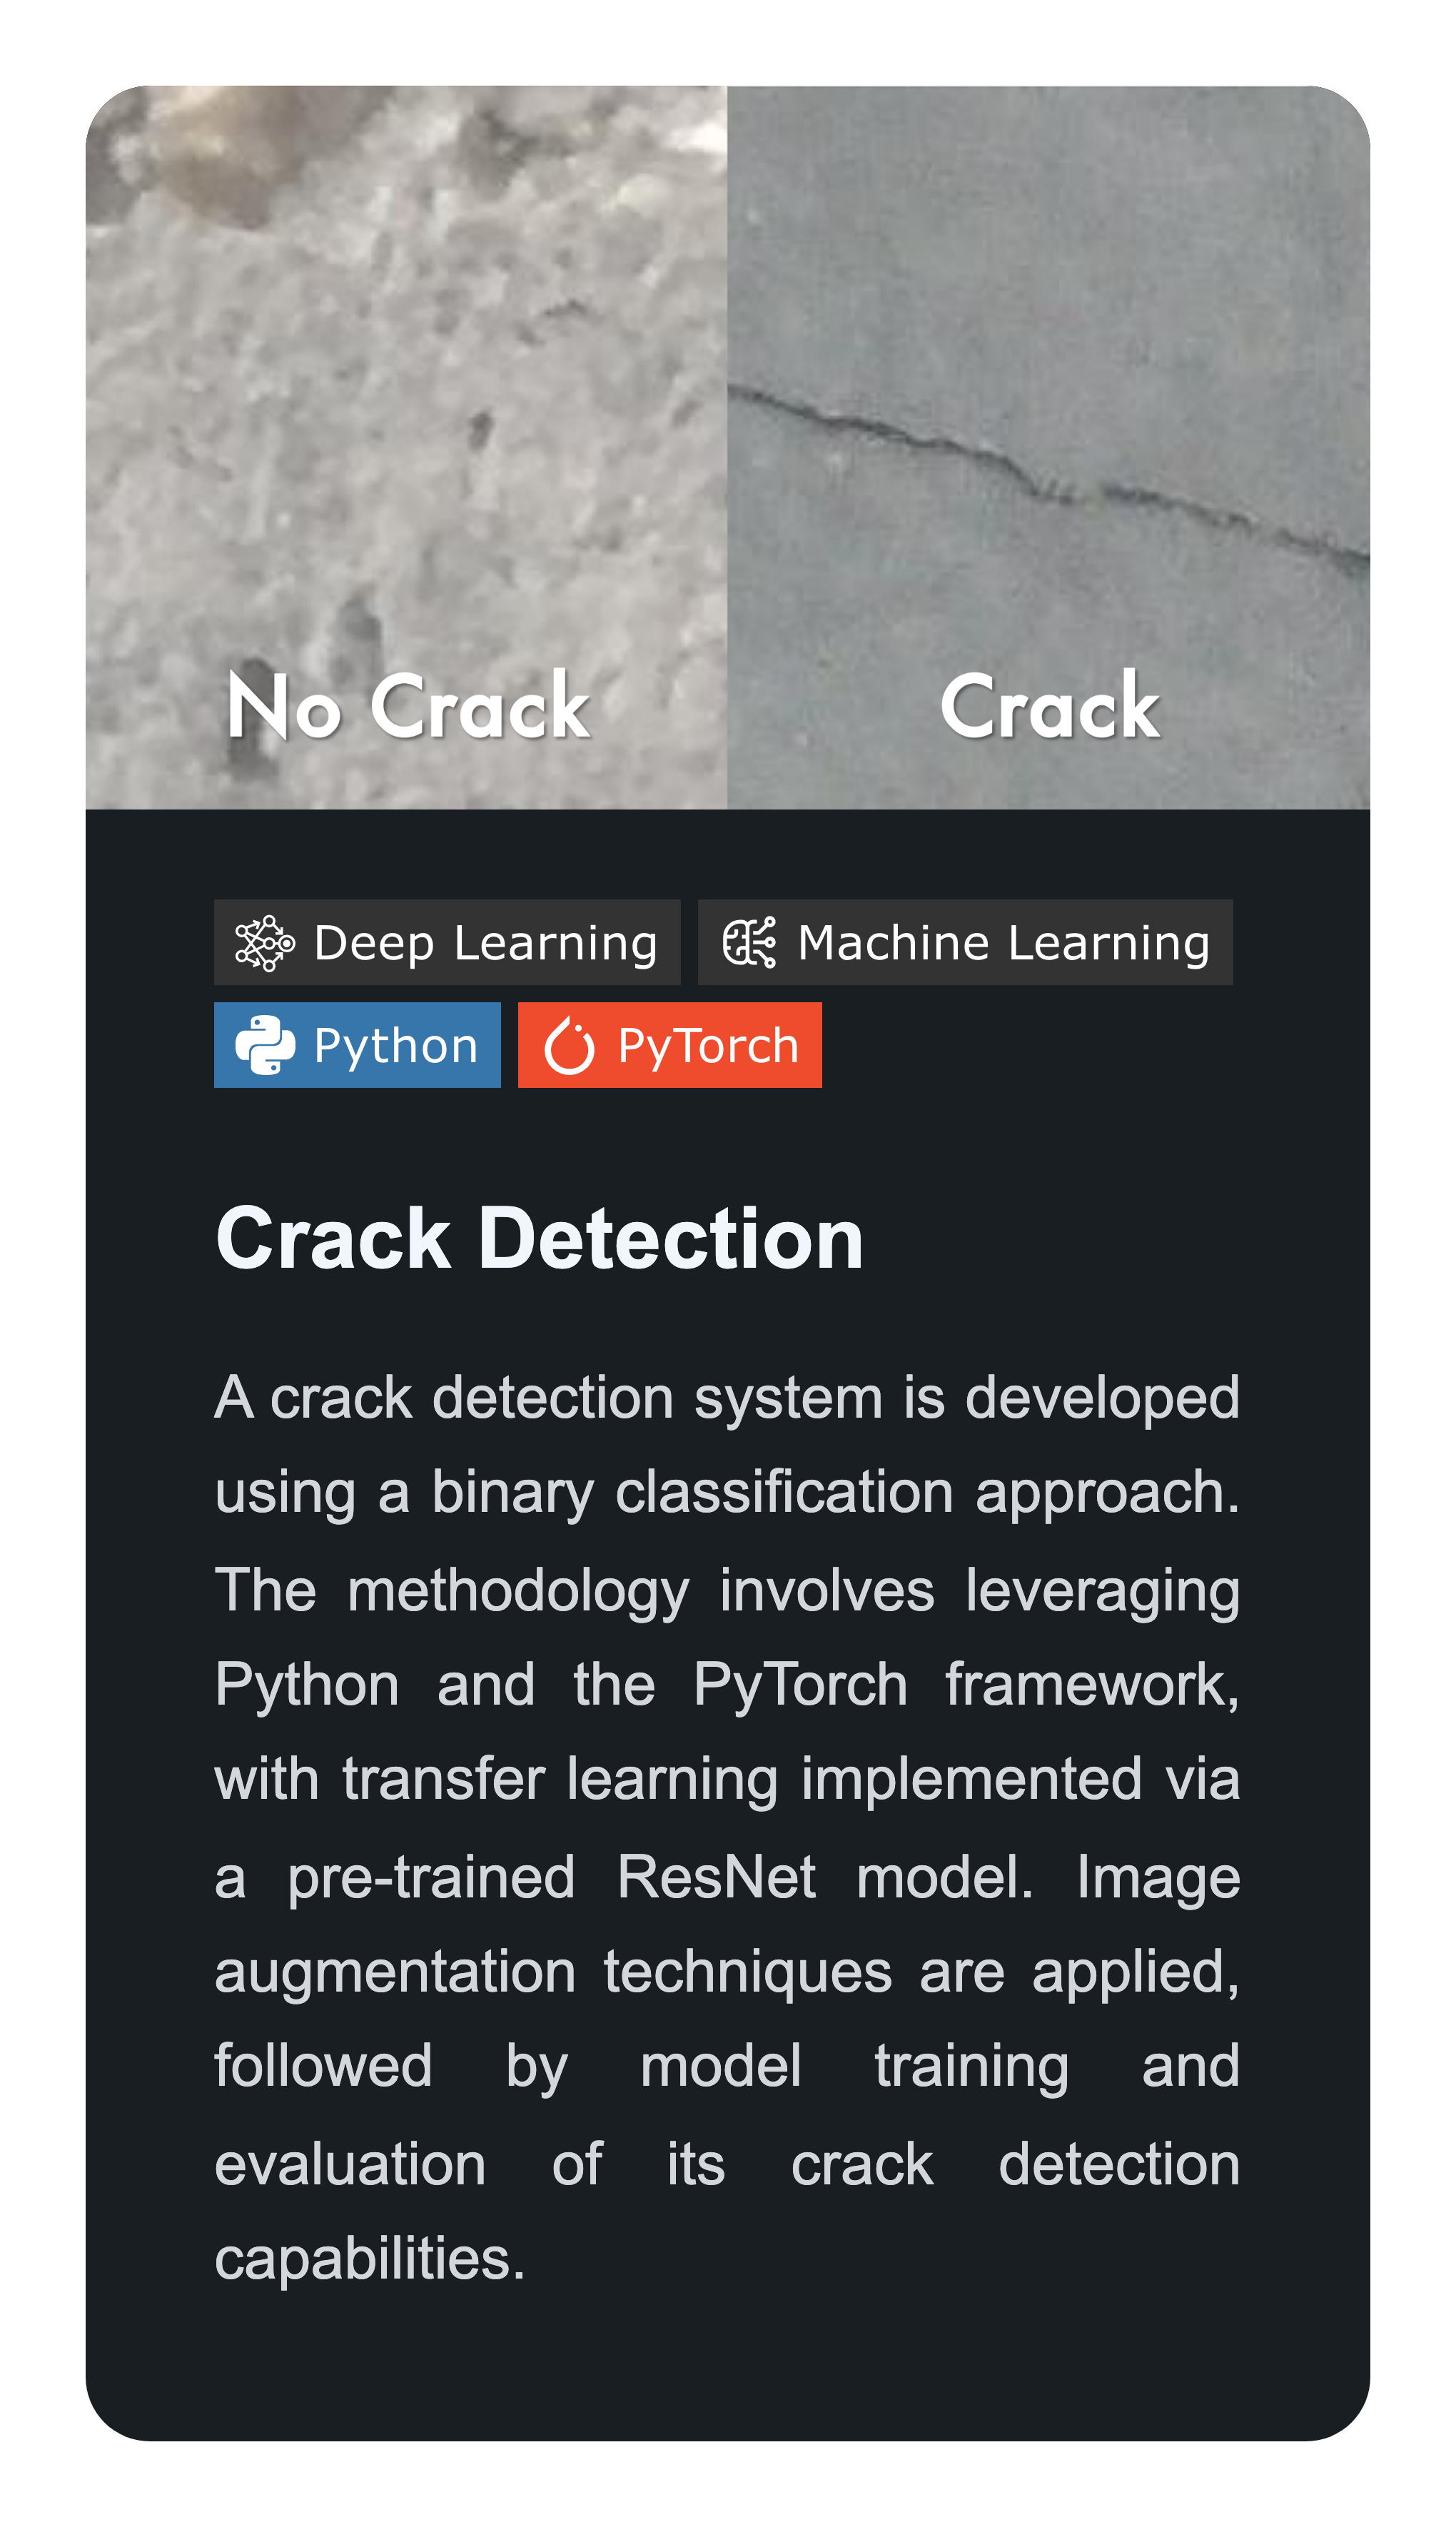 No Crack
Crack
Deep Learning
Machine Learning
Python
PyTorch
Crack Detection
A crack detection system is developed
using a binary classification approach.
The methodology involves leveraging
Python and the PyTorch framework,
with transfer learning implemented via
a pre-trained ResNet model. Image
augmentation techniques are applied,
followed by model training and
evaluation of its crack detection
capabilities.